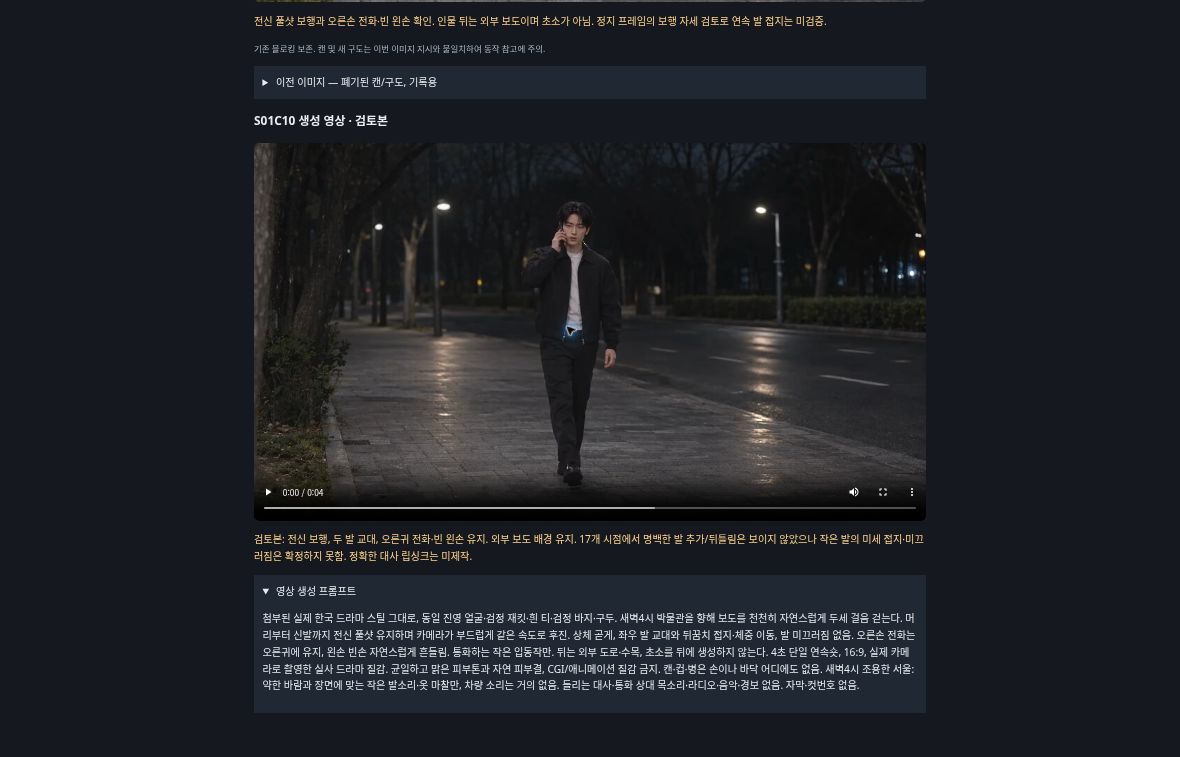 전신 풀샷 보행과 오른손 전화·빈 왼손 확인. 인물 뒤는 외부 보도이며 초소가 아님. 정지 프레임의 보행 자세 검토로 연속 발 접지는 미검증.
기존 블로킹 보존. 캔 및 새 구도는 이번 이미지 지시와 불일치하여 동작 참고에 주의.
▶ 이전 이미지 — 폐기된 캔/구도, 기록용
S01C10 생성 영상 · 검토본
0:00 / 0:04
검토본: 전신 보행, 두 발 교대, 오른귀 전화·빈 왼손 유지. 외부 보도 배경 유지. 17개 시점에서 명백한 발 추가/뒤틀림은 보이지 않았으나 작은 발의 미세 접지·미끄
러짐은 확정하지 못함. 정확한 대사 립싱크는 미제작.
▼ 영상 생성 프롬프트
첨부된 실제 한국 드라마 스틸 그대로, 동일 진영 얼굴·검정 재킷·흰 티·검정 바지·구두. 새벽4시 박물관을 향해 보도를 천천히 자연스럽게 두세 걸음 걷는다. 머
리부터 신발까지 전신 풀샷 유지하며 카메라가 부드럽게 같은 속도로 후진. 상체 곧게, 좌우 발 교대와 뒤꿈치 접지·체중 이동, 발 미끄러짐 없음. 오른손 전화는
오른귀에 유지, 왼손 빈손 자연스럽게 흔들림. 통화하는 작은 입동작만. 뒤는 외부 도로·수목, 초소를 뒤에 생성하지 않는다. 4초 단일 연속숏, 16:9, 실제 카메
라로 촬영한 실사 드라마 질감. 균일하고 맑은 피부톤과 자연 피부결, CGI/애니메이션 질감 금지. 캔·컵·병은 손이나 바닥 어디에도 없음. 새벽4시 조용한 서울:
약한 바람과 장면에 맞는 작은 발소리·옷 마찰만, 차량 소리는 거의 없음. 들리는 대사·통화 상대 목소리·라디오·음악·경보 없음. 자막·컷번호 없음.